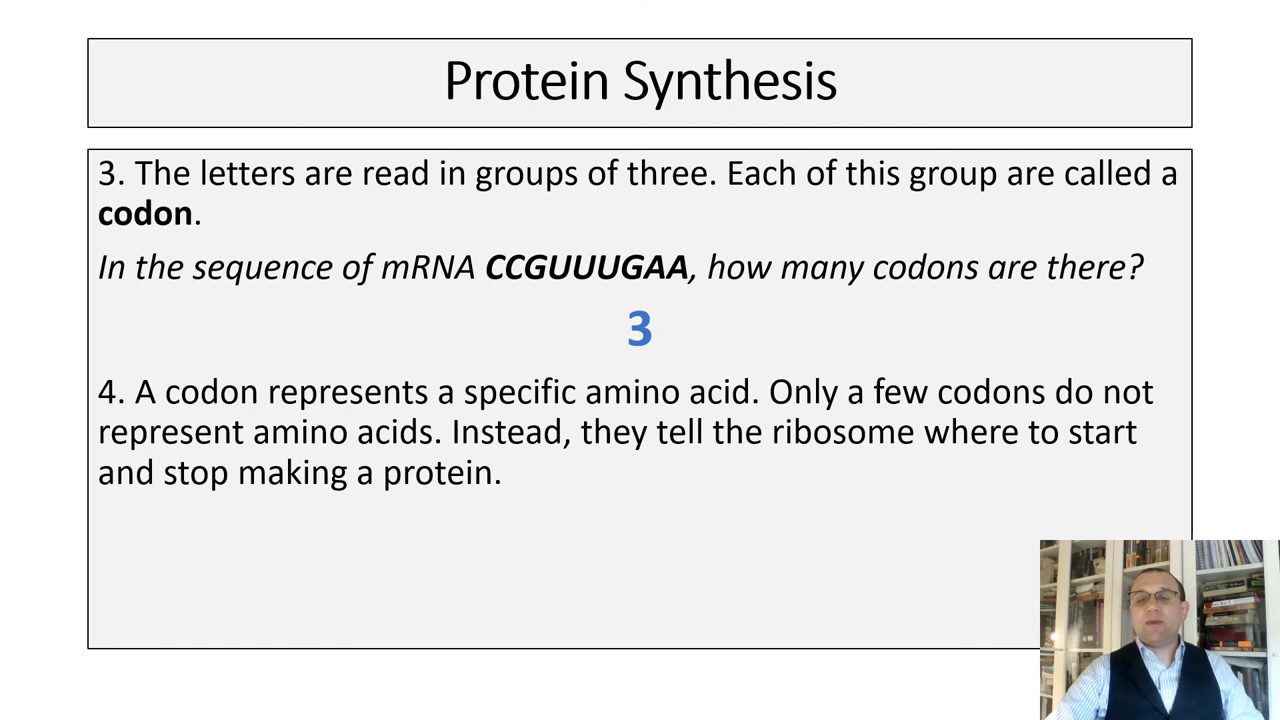 Protein Synthesis
3. The letters are read in groups of three. Each of this group are called a
codon.
In the sequence of mRNA CCGUUUGAA, how many codons are there?
3
4. A codon represents a specific amino acid. Only a few codons do not
represent amino acids. Instead, they tell the ribosome where to start
and stop making a protein.